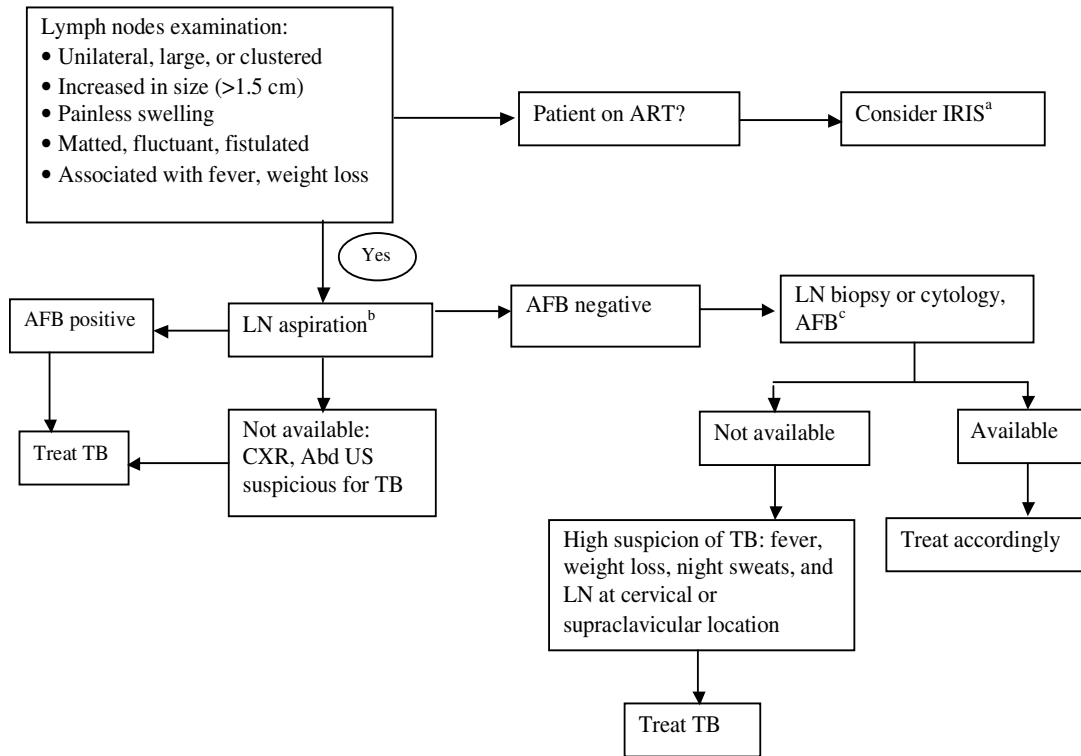 Lymph nodes examination:
• Unilateral, large, or clustered
• Increased in size (>1.5 cm)
• Painless swelling
• Matted, fluctuant, fistulated
• Associated with fever, weight loss
Patient on ART?
Consider IRISᵃ
Yes
AFB positive
LN aspirationᵇ
AFB negative
LN biopsy or cytology,
AFBᶜ
Treat TB
Not available:
CXR, Abd US
suspicious for TB
Not available
Available
High suspicion of TB: fever,
weight loss, night sweats, and
LN at cervical or
supraclavicular location
Treat accordingly
Treat TB